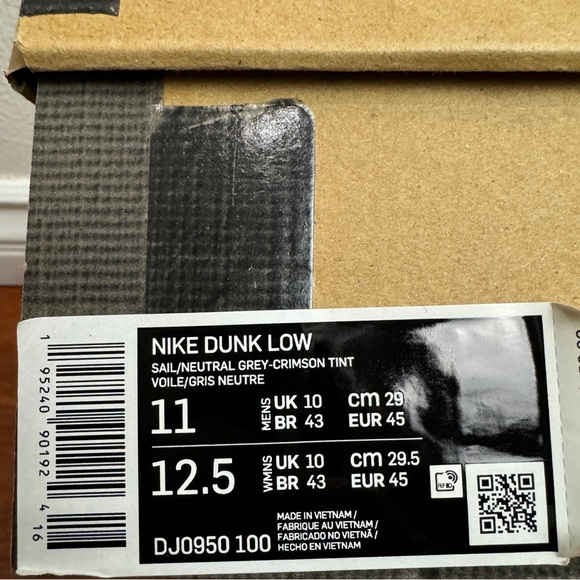 NIKE DUNK LOW
SAIL/NEUTRAL GREY-CRIMSON TINT
VOILE/GRIS NEUTRE
11 MENS UK 10 CM 29
BR 43 EUR 45
12.5 WMNS UK 10 CM 29.5
BR 43 EUR 45
RFID
DJ0950 100
MADE IN VIETNAM /
FABRIQUE AU VIETNAM /
FABRICADO NO VIETNÃ /
HECHO EN VIETNAM
1 95240 90192 4 16